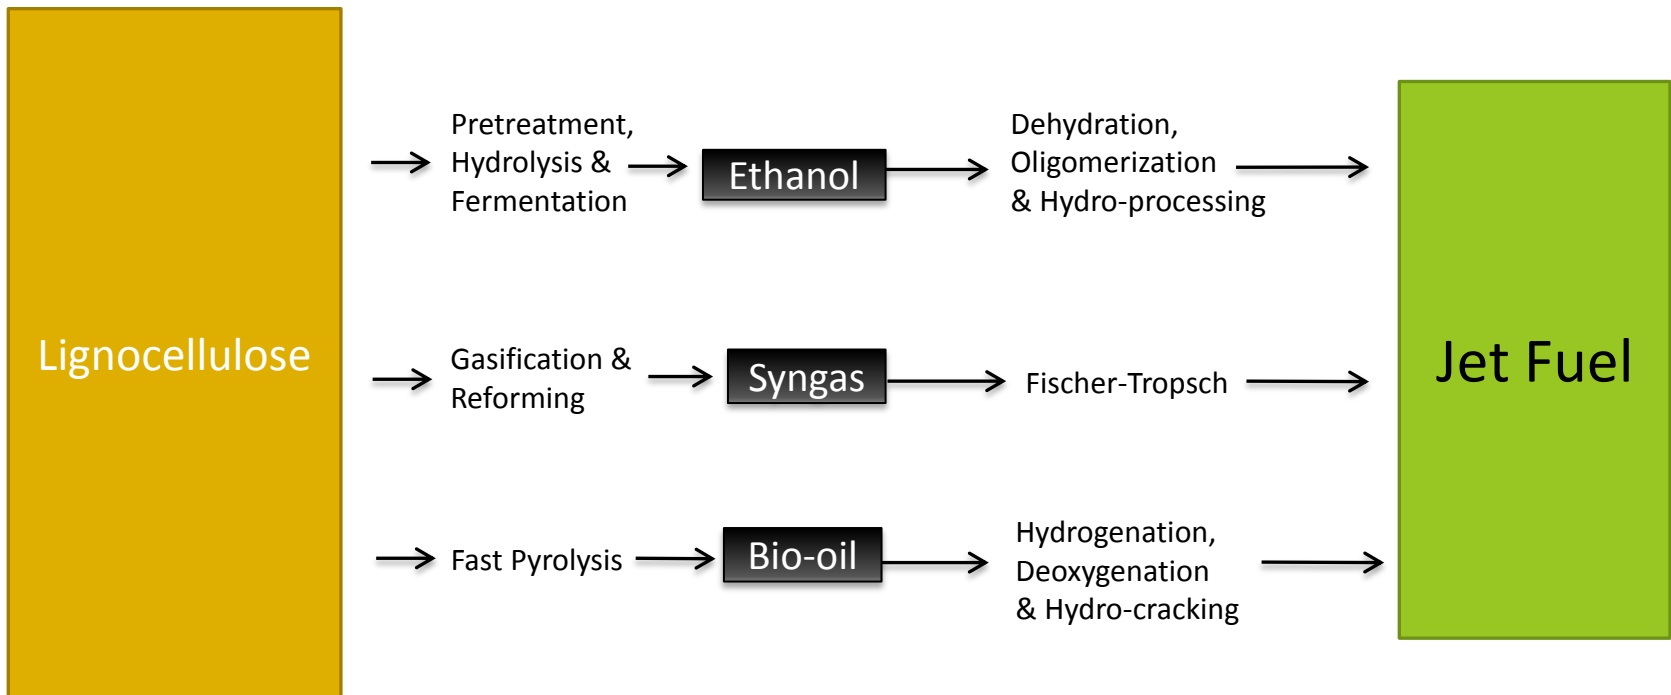 Lignocellulose
Pretreatment,
Hydrolysis &
Fermentation
Ethanol
Dehydration,
Oligomerization
& Hydro-processing
Gasification &
Reforming
Syngas
Fischer-Tropsch
Fast Pyrolysis
Bio-oil
Hydrogenation,
Deoxygenation
& Hydro-cracking
Jet Fuel